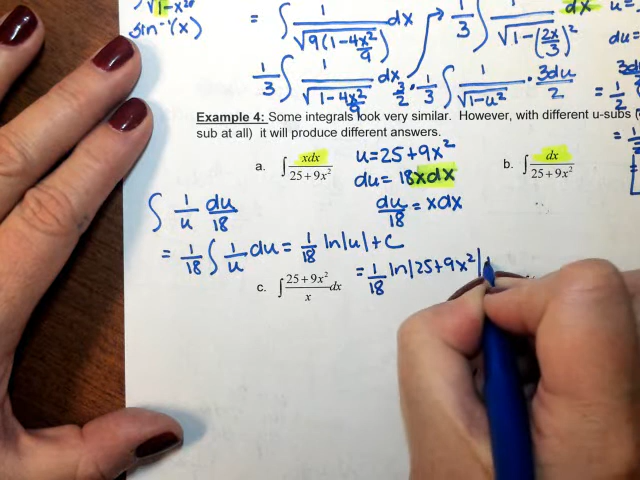 √1-x²
sin⁻¹(x)
= ∫ 1/√9(1-4x²/9) dx → 1/3 ∫ 1/√1-(2x/3)² dx u=
du=
1/3 ∫ 1/√1-4x²/9 dx 3/2 · 1/3 ∫ 1/√1-u² · 3du/2 = 1/2
Example 4: Some integrals look very similar. However, with different u-subs (
sub at all) it will produce different answers.
a. ∫ xdx/25+9x² u=25+9x² b. ∫ dx/25+9x²
du=18xdx
∫ 1/u du/18 du/18 = xdx
= 1/18 ∫ 1/u du = 1/18 ln|u|+C
c. ∫ 25+9x²/x dx = 1/18 ln|25+9x²|